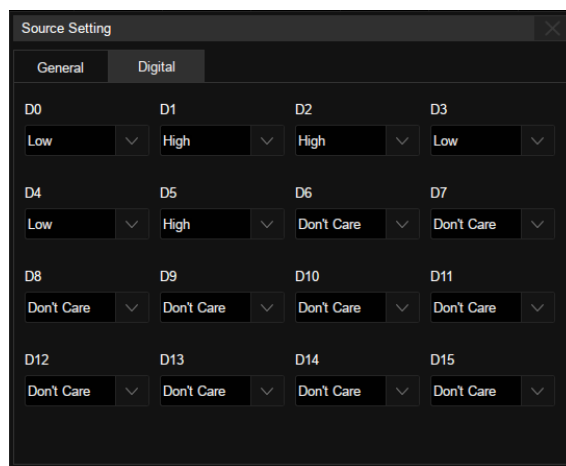 Source Setting
General Digital
D0 D1 D2 D3
Low High High Low
D4 D5 D6 D7
Low High Don't Care Don't Care
D8 D9 D10 D11
Don't Care Don't Care Don't Care Don't Care
D12 D13 D14 D15
Don't Care Don't Care Don't Care Don't Care